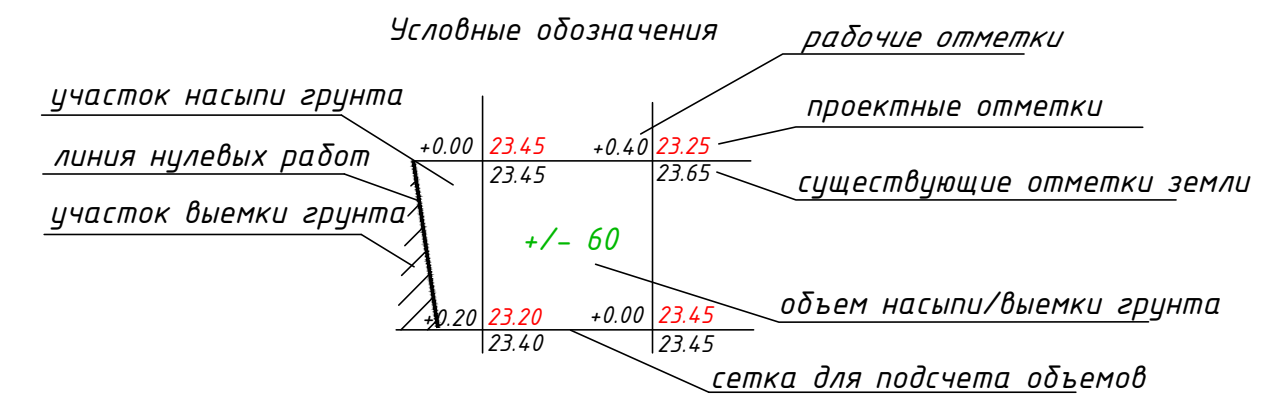 Условные обозначения
рабочие отметки
участок насыпи грунта
проектные отметки
+0.00 23.45 +0.40 23.25
линия нулевых работ
23.45 23.65
существующие отметки земли
участок выемки грунта
+/- 60
объем насыпи/выемки грунта
+0.20 23.20 +0.00 23.45
23.40 23.45
сетка для подсчета объемов